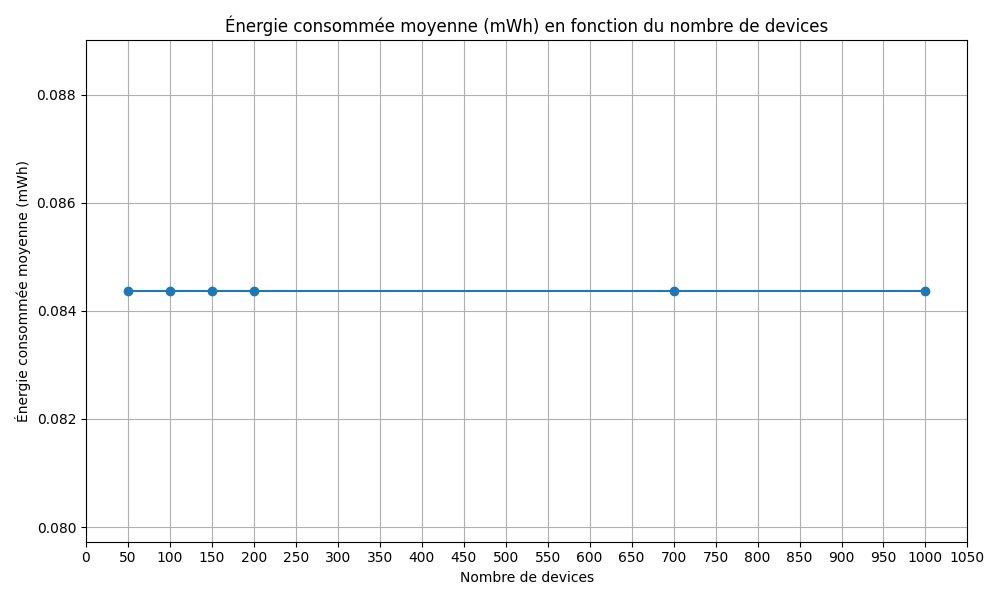 Énergie consommée moyenne (mWh) en fonction du nombre de devices
Énergie consommée moyenne (mWh)
0.088
0.086
0.084
0.082
0.080
0 50 100 150 200 250 300 350 400 450 500 550 600 650 700 750 800 850 900 950 1000 1050
Nombre de devices